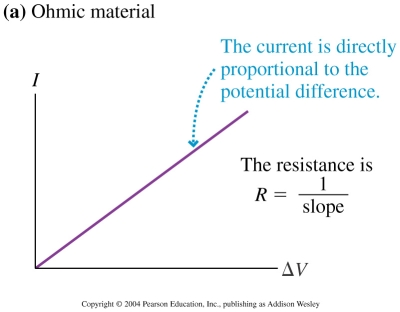 (a) Ohmic material
The current is directly
proportional to the
potential difference.
I
The resistance is
R = 1
slope
ΔV
Copyright © 2004 Pearson Education, Inc., publishing as Addison Wesley